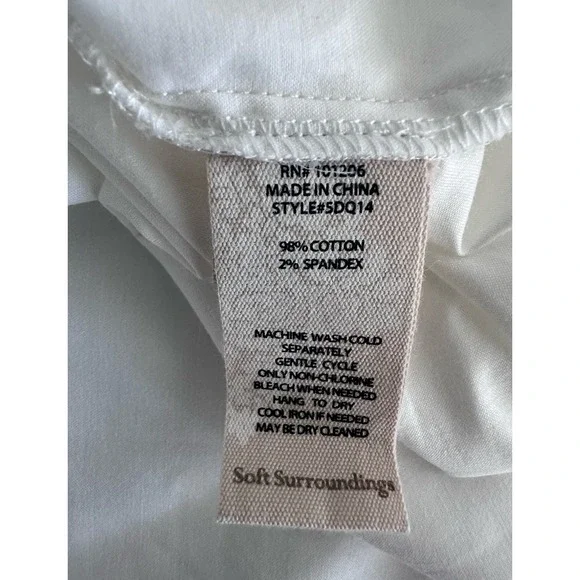 RN# 101206
MADE IN CHINA
STYLE#5DQ14
98% COTTON
2% SPANDEX
MACHINE WASH COLD
SEPARATELY
GENTLE CYCLE
ONLY NON-CHLORINE
BLEACH WHEN NEEDED
HANG TO DRY
COOL IRON IF NEEDED
MAY BE DRY CLEANED
Soft Surroundings